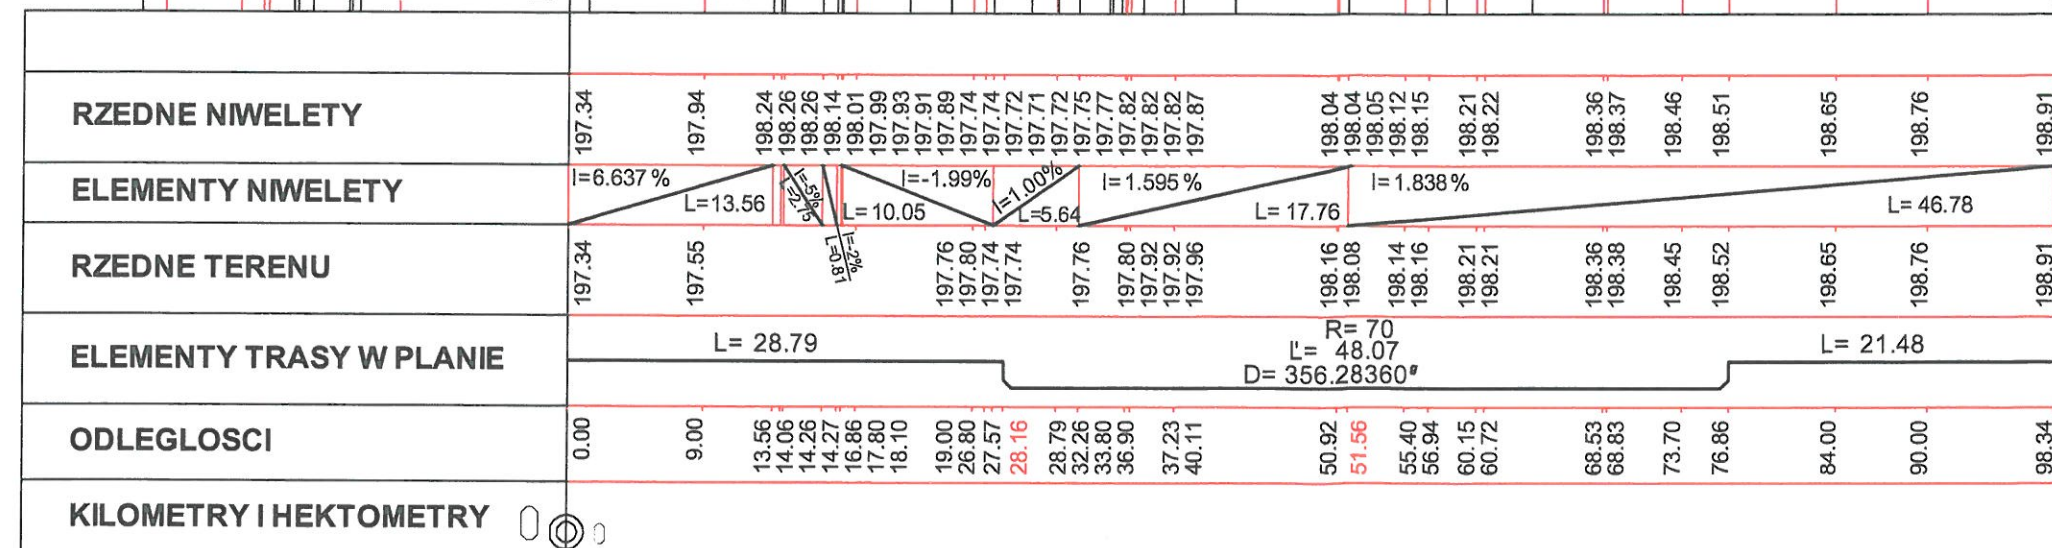 RZEDNE NIWELETY 197.34 197.94 198.24 198.26 198.26 198.14 198.01 197.99 197.93 197.91 197.89 197.74 197.74 197.72 197.71 197.72 197.75 197.77 197.82 197.82 197.82 197.87 198.04 198.04 198.05 198.12 198.15 198.21 198.22 198.36 198.37 198.46 198.51 198.65 198.76 198.91
ELEMENTY NIWELETY
I=6.637 %
L=13.56
I=-5%
L=2.75
I=-2%
L=0.81
I=-1.99%
L= 10.05
I=1.00%
L=5.64
I= 1.595 %
L= 17.76
I= 1.838 %
L= 46.78
RZEDNE TERENU 197.34 197.55 197.76 197.80 197.74 197.74 197.76 197.80 197.92 197.92 197.96 198.16 198.08 198.14 198.16 198.21 198.21 198.36 198.38 198.45 198.52 198.65 198.76 198.91
ELEMENTY TRASY W PLANIE
L= 28.79
R= 70
Ľ= 48.07
D= 356.28360g
L= 21.48
ODLEGLOSCI 0.00 9.00 13.56 14.06 14.26 14.27 16.86 17.80 18.10 19.00 26.80 27.57 28.16 28.79 32.26 33.80 36.90 37.23 40.11 50.92 51.56 55.40 56.94 60.15 60.72 68.53 68.83 73.70 76.86 84.00 90.00 98.34
KILOMETRY I HEKTOMETRY 0 0